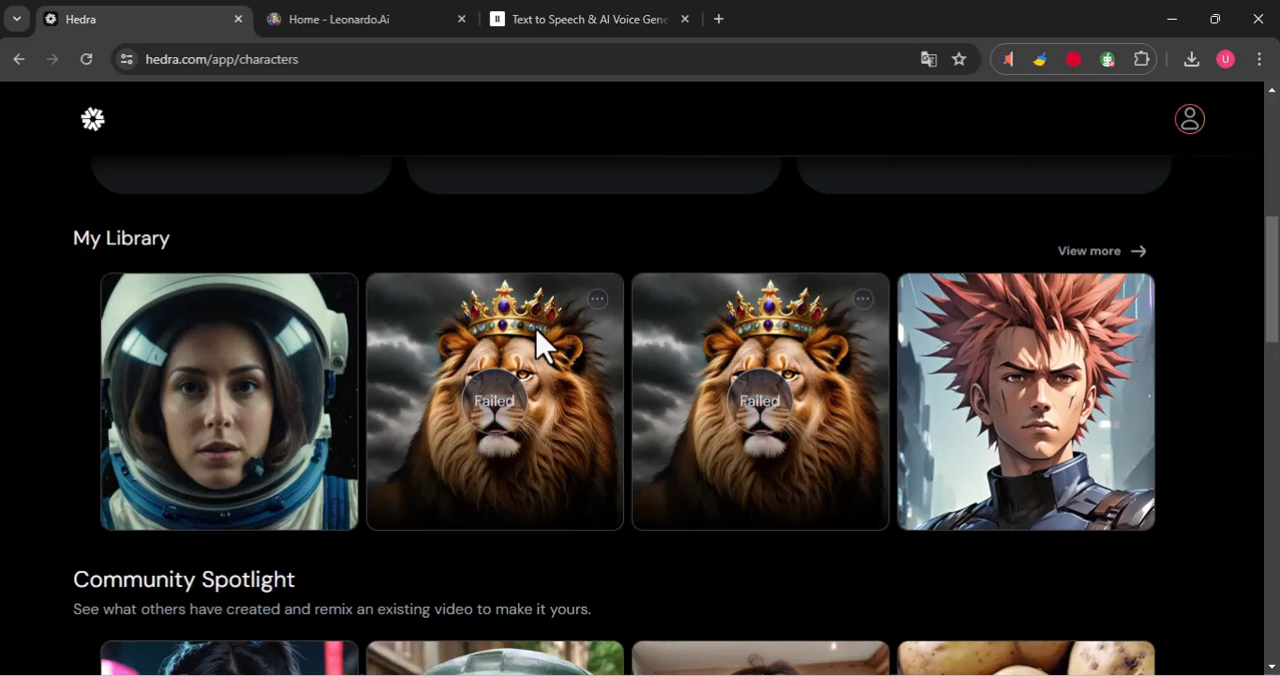 Hedra
Home - Leonardo.Ai
Text to Speech & AI Voice Gene
hedra.com/app/characters
U
My Library
View more
Failed
Failed
Community Spotlight
See what others have created and remix an existing video to make it yours.